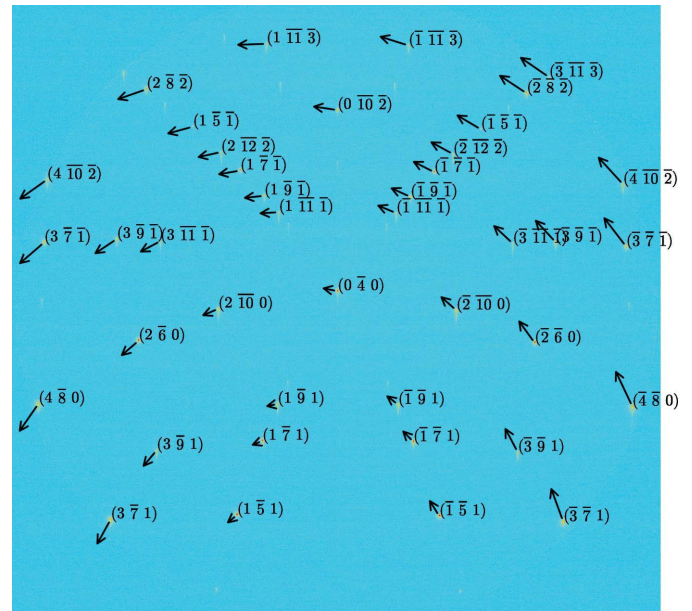 (1 1̅1̅ 3̅)
(1̅ 1̅1̅ 3̅)
(3̅ 1̅1̅ 3̅)
(2 8̅ 2̅)
(2̅ 8̅ 2̅)
(0 1̅0̅ 2̅)
(1 5̅ 1̅)
(1̅ 5̅ 1̅)
(2 1̅2̅ 2̅)
(2̅ 1̅2̅ 2̅)
(1 7̅ 1̅)
(1̅ 7̅ 1̅)
(4 1̅0̅ 2̅)
(4̅ 1̅0̅ 2̅)
(1 9̅ 1̅)
(1̅ 9̅ 1̅)
(1 1̅1̅ 1̅)
(1̅ 1̅1̅ 1̅)
(3 7̅ 1̅)
(3 9̅ 1̅)
(3 1̅1̅ 1̅)
(3̅ 1̅1̅ 1̅)
(3̅ 9̅ 1̅)
(3̅ 7̅ 1̅)
(0 4̅ 0)
(2 1̅0̅ 0)
(2̅ 1̅0̅ 0)
(2 6̅ 0)
(2̅ 6̅ 0)
(4 8̅ 0)
(1 9̅ 1)
(1̅ 9̅ 1)
(4̅ 8̅ 0)
(3 9̅ 1)
(1 7̅ 1)
(1̅ 7̅ 1)
(3̅ 9̅ 1)
(3 7̅ 1)
(1 5̅ 1)
(1̅ 5̅ 1)
(3̅ 7̅ 1)